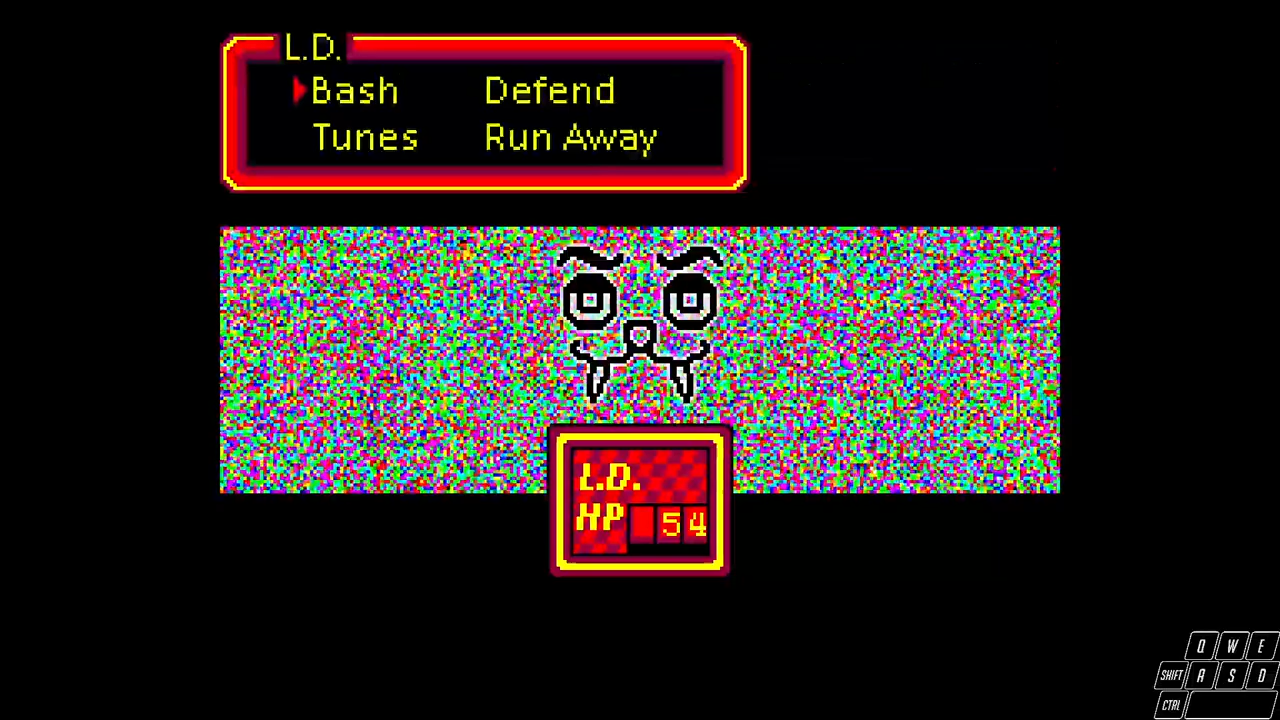 L.D.
Bash Defend
Tunes Run Away
L.D.
HP 54
Q W E
SHIFT A S D
CTRL